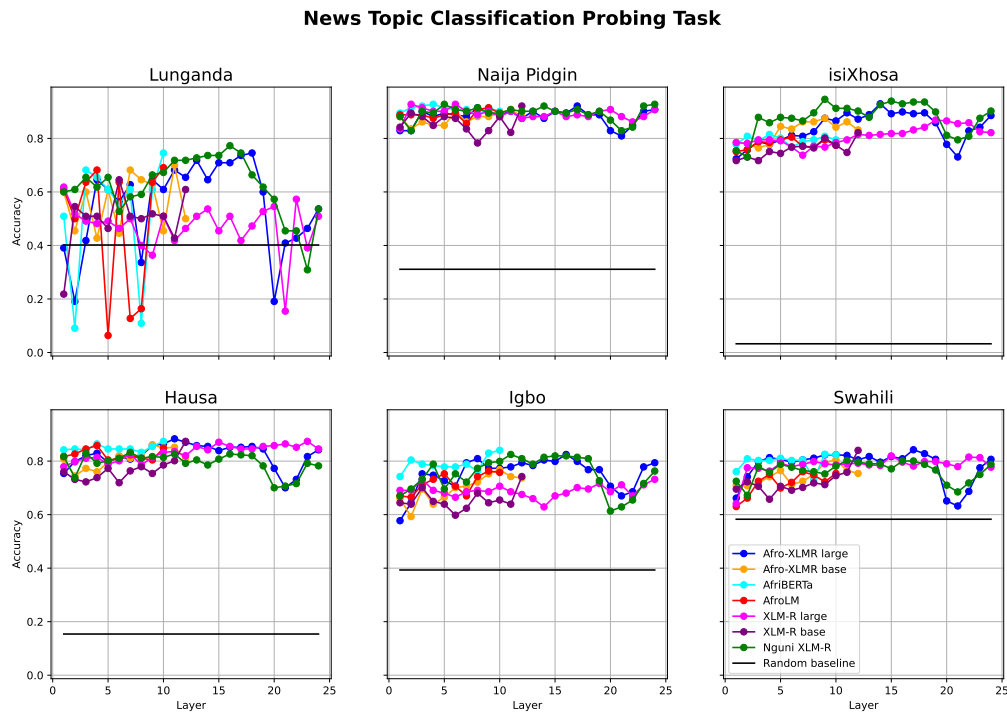 News Topic Classification Probing Task
Lunganda
Naija Pidgin
isiXhosa
Accuracy
0.8
0.6
0.4
0.2
0.0
Hausa
Igbo
Swahili
Accuracy
0.8
0.6
0.4
0.2
0.0
Afro-XLMR large
Afro-XLMR base
AfriBERTa
AfroLM
XLM-R large
XLM-R base
Nguni XLM-R
Random baseline
0 5 10 15 20 25
0 5 10 15 20 25
0 5 10 15 20 25
Layer
Layer
Layer